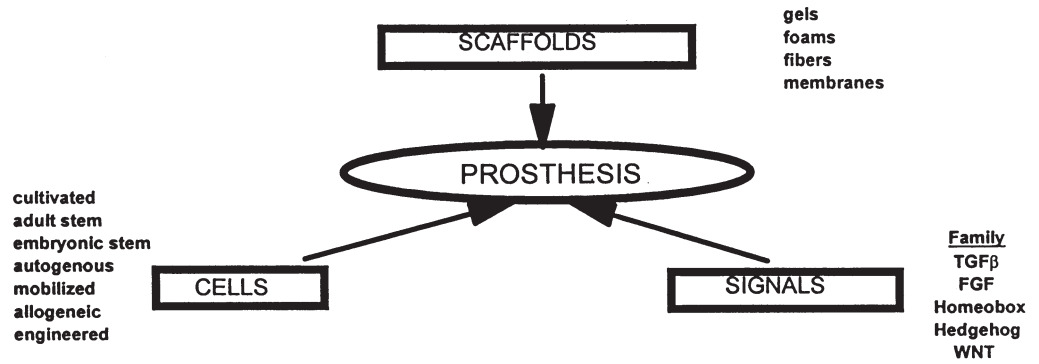 SCAFFOLDS
gels
foams
fibers
membranes
PROSTHESIS
cultivated
adult stem
embryonic stem
autogenous
mobilized
allogeneic
engineered
CELLS
SIGNALS
Family
TGFβ
FGF
Homeobox
Hedgehog
WNT